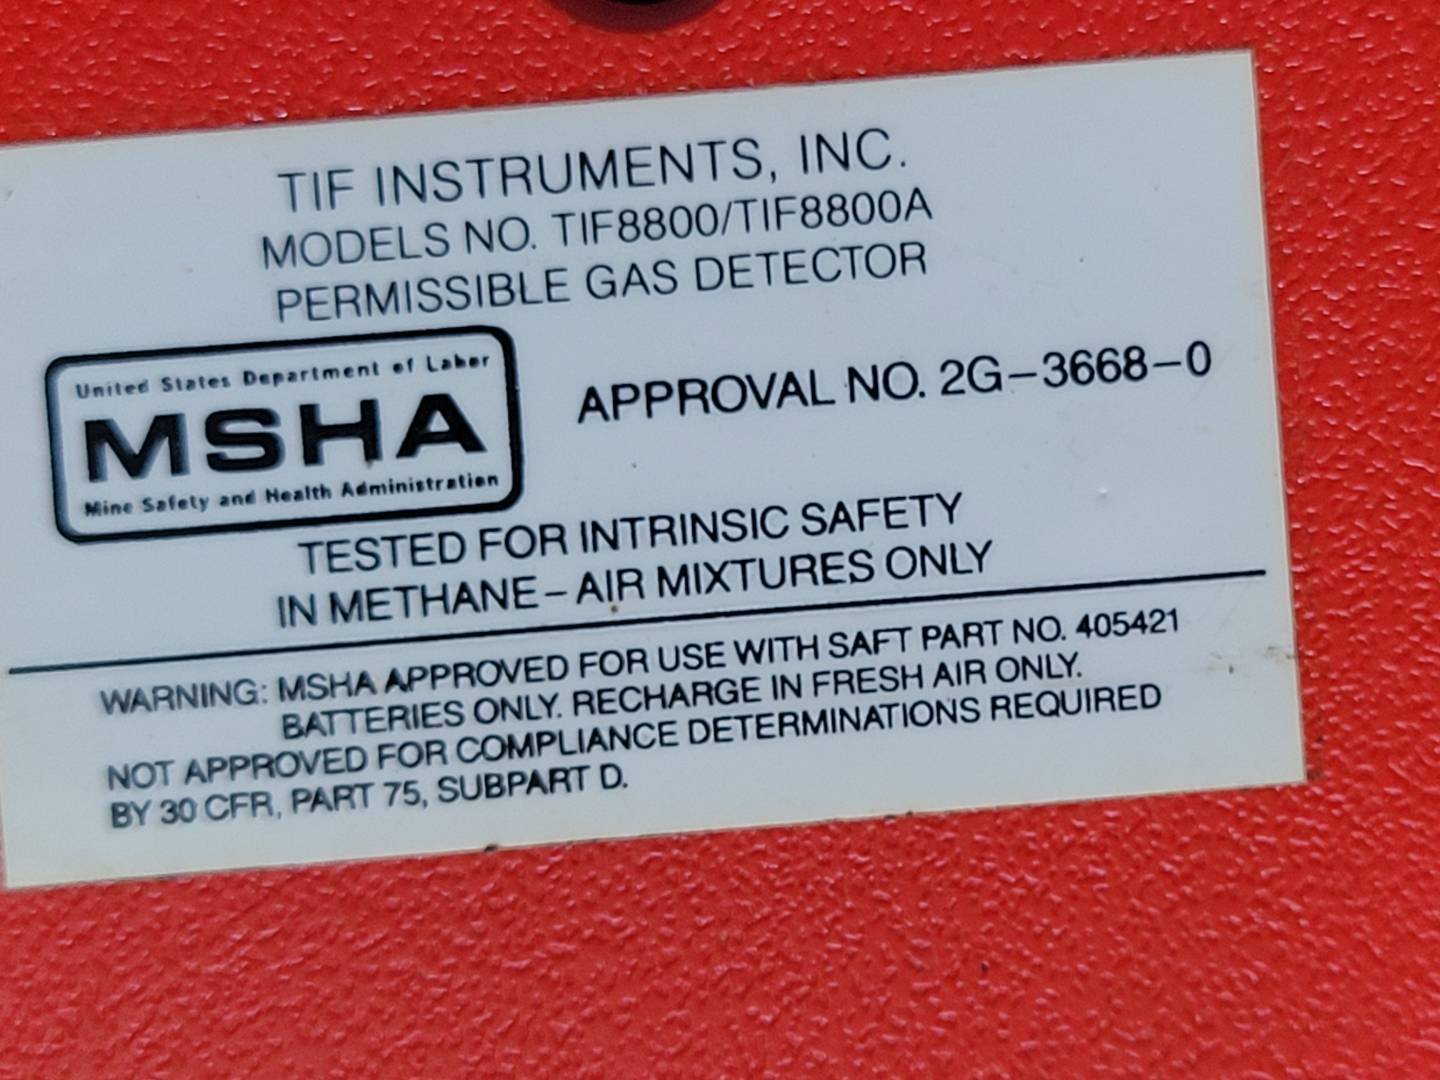 TIF INSTRUMENTS, INC.
MODELS NO. TIF8800/TIF8800A
PERMISSIBLE GAS DETECTOR
United States Department of Labor
MSHA
Mine Safety and Health Administration
APPROVAL NO. 2G-3668-0
TESTED FOR INTRINSIC SAFETY
IN METHANE-AIR MIXTURES ONLY
WARNING: MSHA APPROVED FOR USE WITH SAFT PART NO. 405421
BATTERIES ONLY. RECHARGE IN FRESH AIR ONLY.
NOT APPROVED FOR COMPLIANCE DETERMINATIONS REQUIRED
BY 30 CFR, PART 75, SUBPART D.